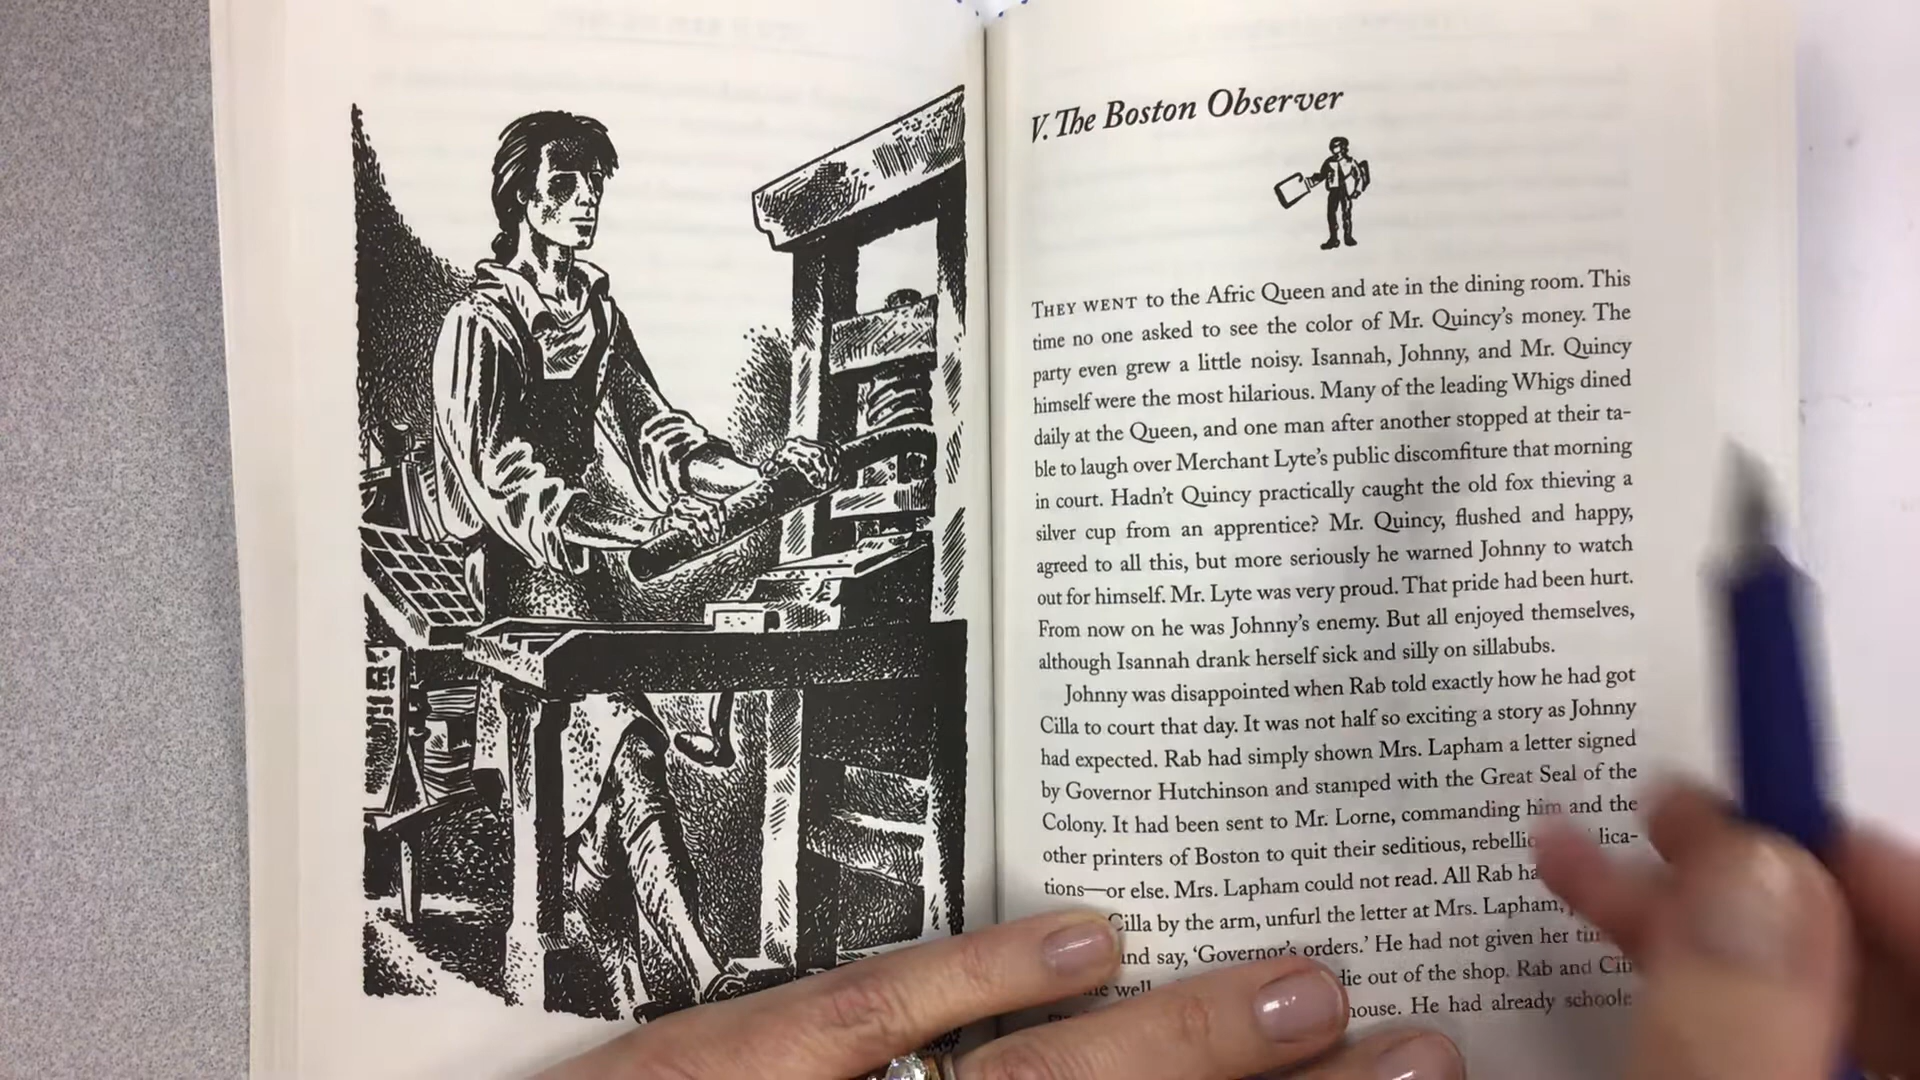 V. The Boston Observer
THEY WENT to the Afric Queen and ate in the dining room. This
time no one asked to see the color of Mr. Quincy's money. The
party even grew a little noisy. Isannah, Johnny, and Mr. Quincy
himself were the most hilarious. Many of the leading Whigs dined
daily at the Queen, and one man after another stopped at their ta-
ble to laugh over Merchant Lyte's public discomfiture that morning
in court. Hadn't Quincy practically caught the old fox thieving a
silver cup from an apprentice? Mr. Quincy, flushed and happy,
agreed to all this, but more seriously he warned Johnny to watch
out for himself. Mr. Lyte was very proud. That pride had been hurt.
From now on he was Johnny's enemy. But all enjoyed themselves,
although Isannah drank herself sick and silly on sillabubs.
Johnny was disappointed when Rab told exactly how he had got
Cilla to court that day. It was not half so exciting a story as Johnny
had expected. Rab had simply shown Mrs. Lapham a letter signed
by Governor Hutchinson and stamped with the Great Seal of the
Colony. It had been sent to Mr. Lorne, commanding him and the
other printers of Boston to quit their seditious,
tions—or else. Mrs. Lapham could not read. All Rab
Cilla by the arm, unfurl the letter at Mrs. Lapham,
and say, 'Governor's orders.' He had not given her
well out of the shop. Rab and
house. He had already